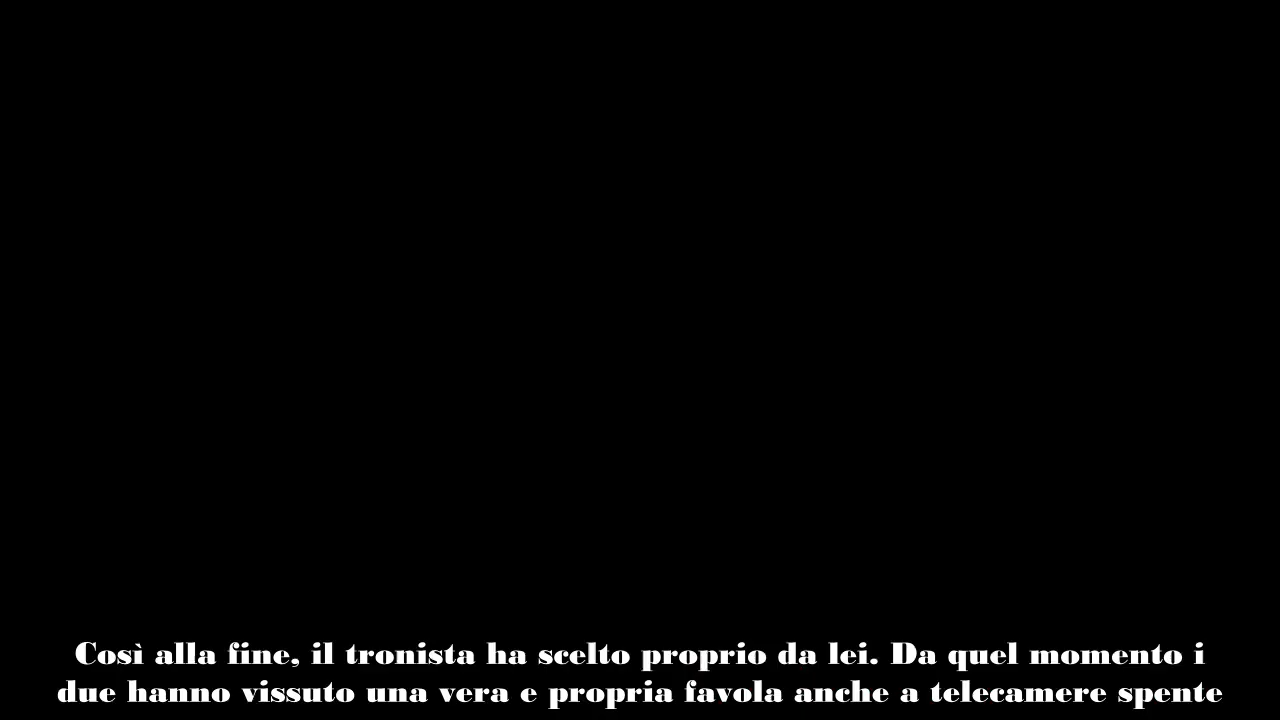 Così alla fine, il tronista ha scelto proprio da lei. Da quel momento i
due hanno vissuto una vera e propria favola anche a telecamere spente